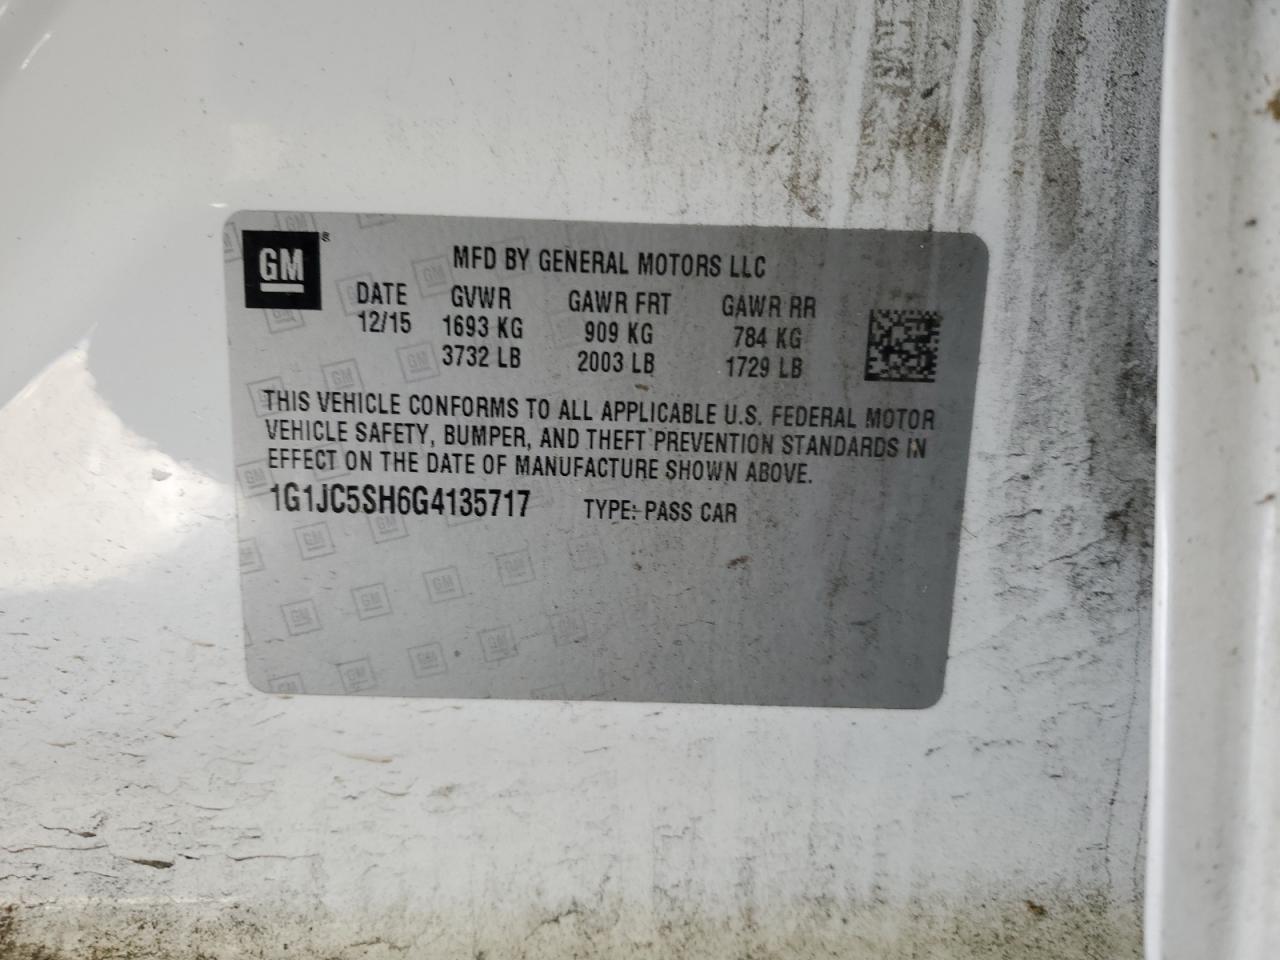 GM®
MFD BY GENERAL MOTORS LLC
DATE GVWR GAWR FRT GAWR RR
12/15 1693 KG 909 KG 784 KG
3732 LB 2003 LB 1729 LB
THIS VEHICLE CONFORMS TO ALL APPLICABLE U.S. FEDERAL MOTOR
VEHICLE SAFETY, BUMPER, AND THEFT PREVENTION STANDARDS IN
EFFECT ON THE DATE OF MANUFACTURE SHOWN ABOVE.
1G1JC5SH6G4135717 TYPE: PASS CAR